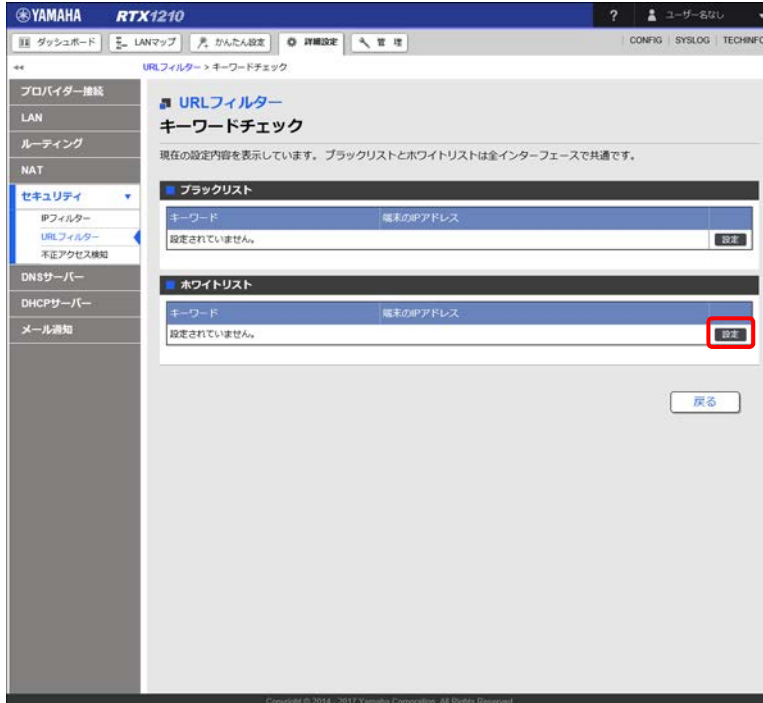 YAMAHA RTX1210 ? ユーザー名なし
ダッシュボード LANマップ かんたん設定 詳細設定 管理 CONFIG SYSLOG TECHINFO
URLフィルター > キーワードチェック
プロバイダー接続
LAN
ルーティング
NAT
セキュリティ
IPフィルター
URLフィルター
不正アクセス検知
DNSサーバー
DHCPサーバー
メール通知
URLフィルター
キーワードチェック
現在の設定内容を表示しています。ブラックリストとホワイトリストは全インターフェースで共通です。
ブラックリスト
キーワード 端末のIPアドレス
設定されていません。 設定
ホワイトリスト
キーワード 端末のIPアドレス
設定されていません。 設定
戻る
Copyright © 2014 - 2017 Yamaha Corporation. All Rights Reserved.